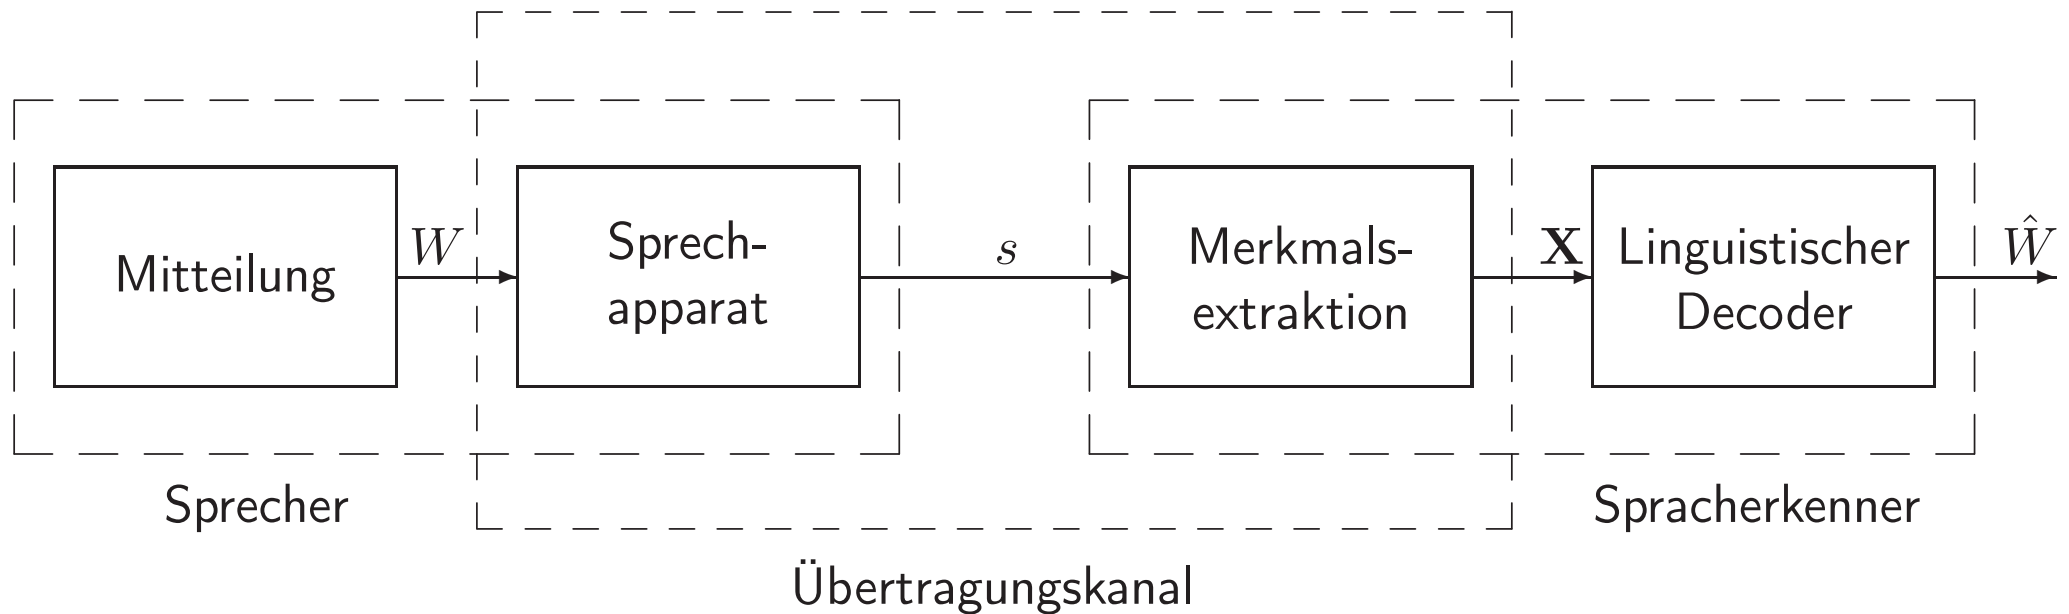 Mitteilung
W
Sprech-
apparat
s
Merkmals-
extraktion
X
Linguistischer
Decoder
Ŵ
Sprecher
Spracherkenner
Übertragungskanal